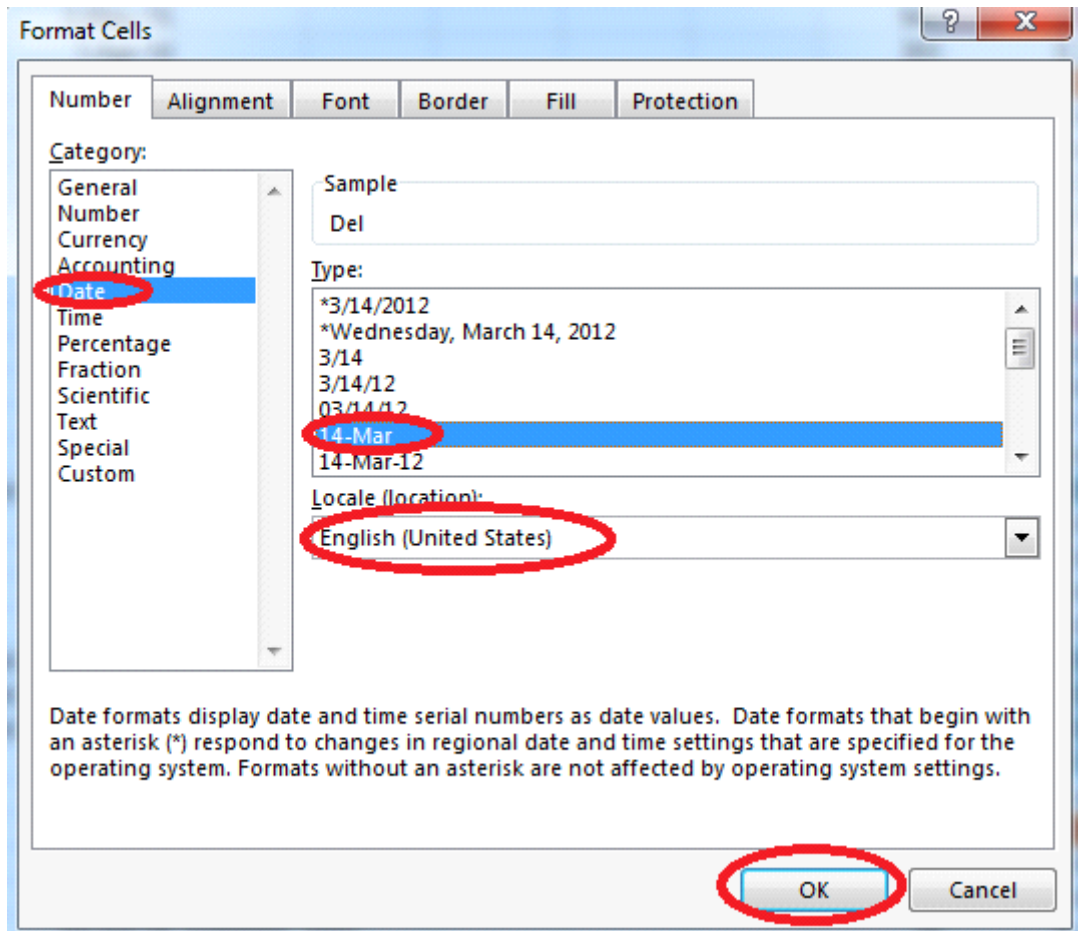 Format Cells
?
X
Number
Alignment
Font
Border
Fill
Protection
Category:
General
Number
Currency
Accounting
Date
Time
Percentage
Fraction
Scientific
Text
Special
Custom
Sample
Del
Type:
*3/14/2012
*Wednesday, March 14, 2012
3/14
3/14/12
03/14/12
14-Mar
14-Mar-12
Locale (location):
English (United States)
Date formats display date and time serial numbers as date values.  Date formats that begin with
an asterisk (*) respond to changes in regional date and time settings that are specified for the
operating system. Formats without an asterisk are not affected by operating system settings.
OK
Cancel